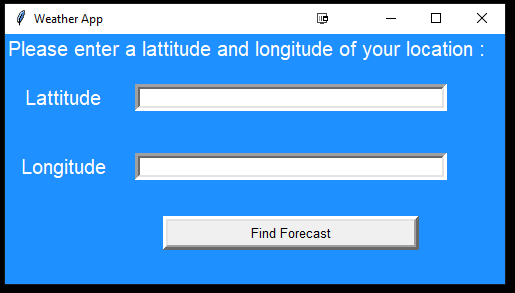 Weather App
Please enter a lattitude and longitude of your location :
Lattitude
Longitude
Find Forecast